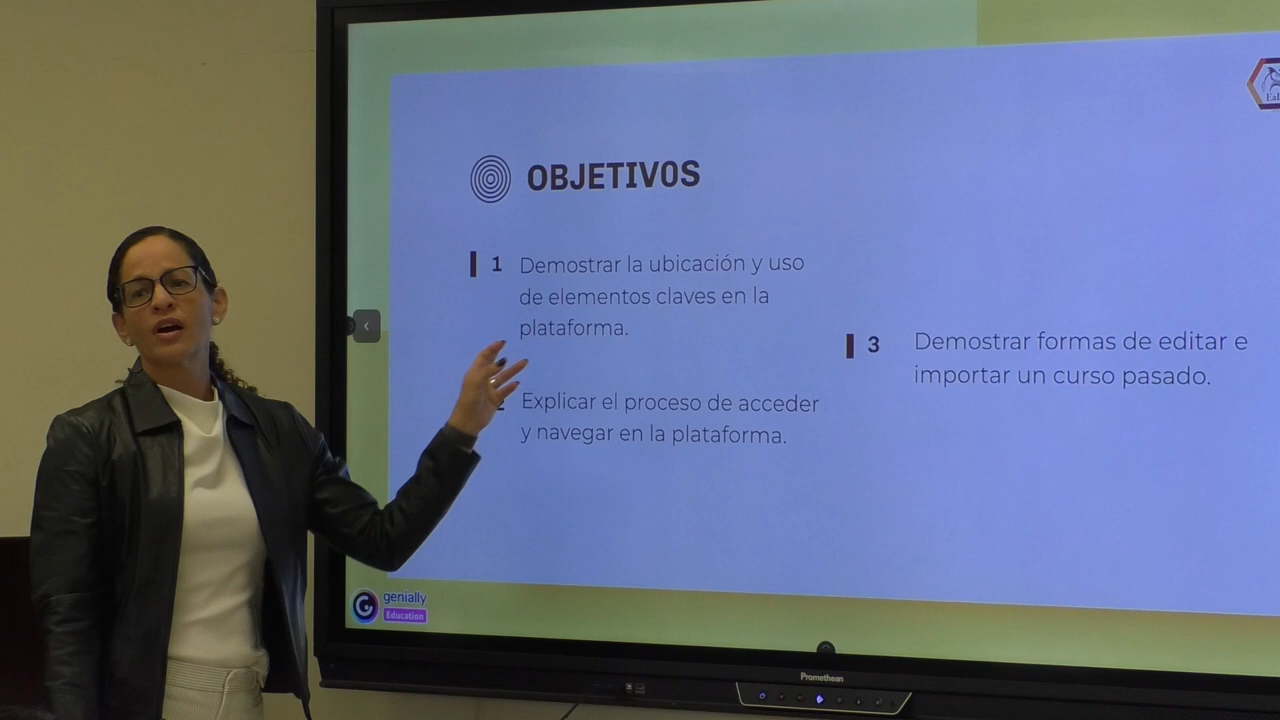 OBJETIVOS
1 Demostrar la ubicación y uso
de elementos claves en la
plataforma.
2 Explicar el proceso de acceder
y navegar en la plataforma.
3 Demostrar formas de editar e
importar un curso pasado.
genially
Education
Promethean